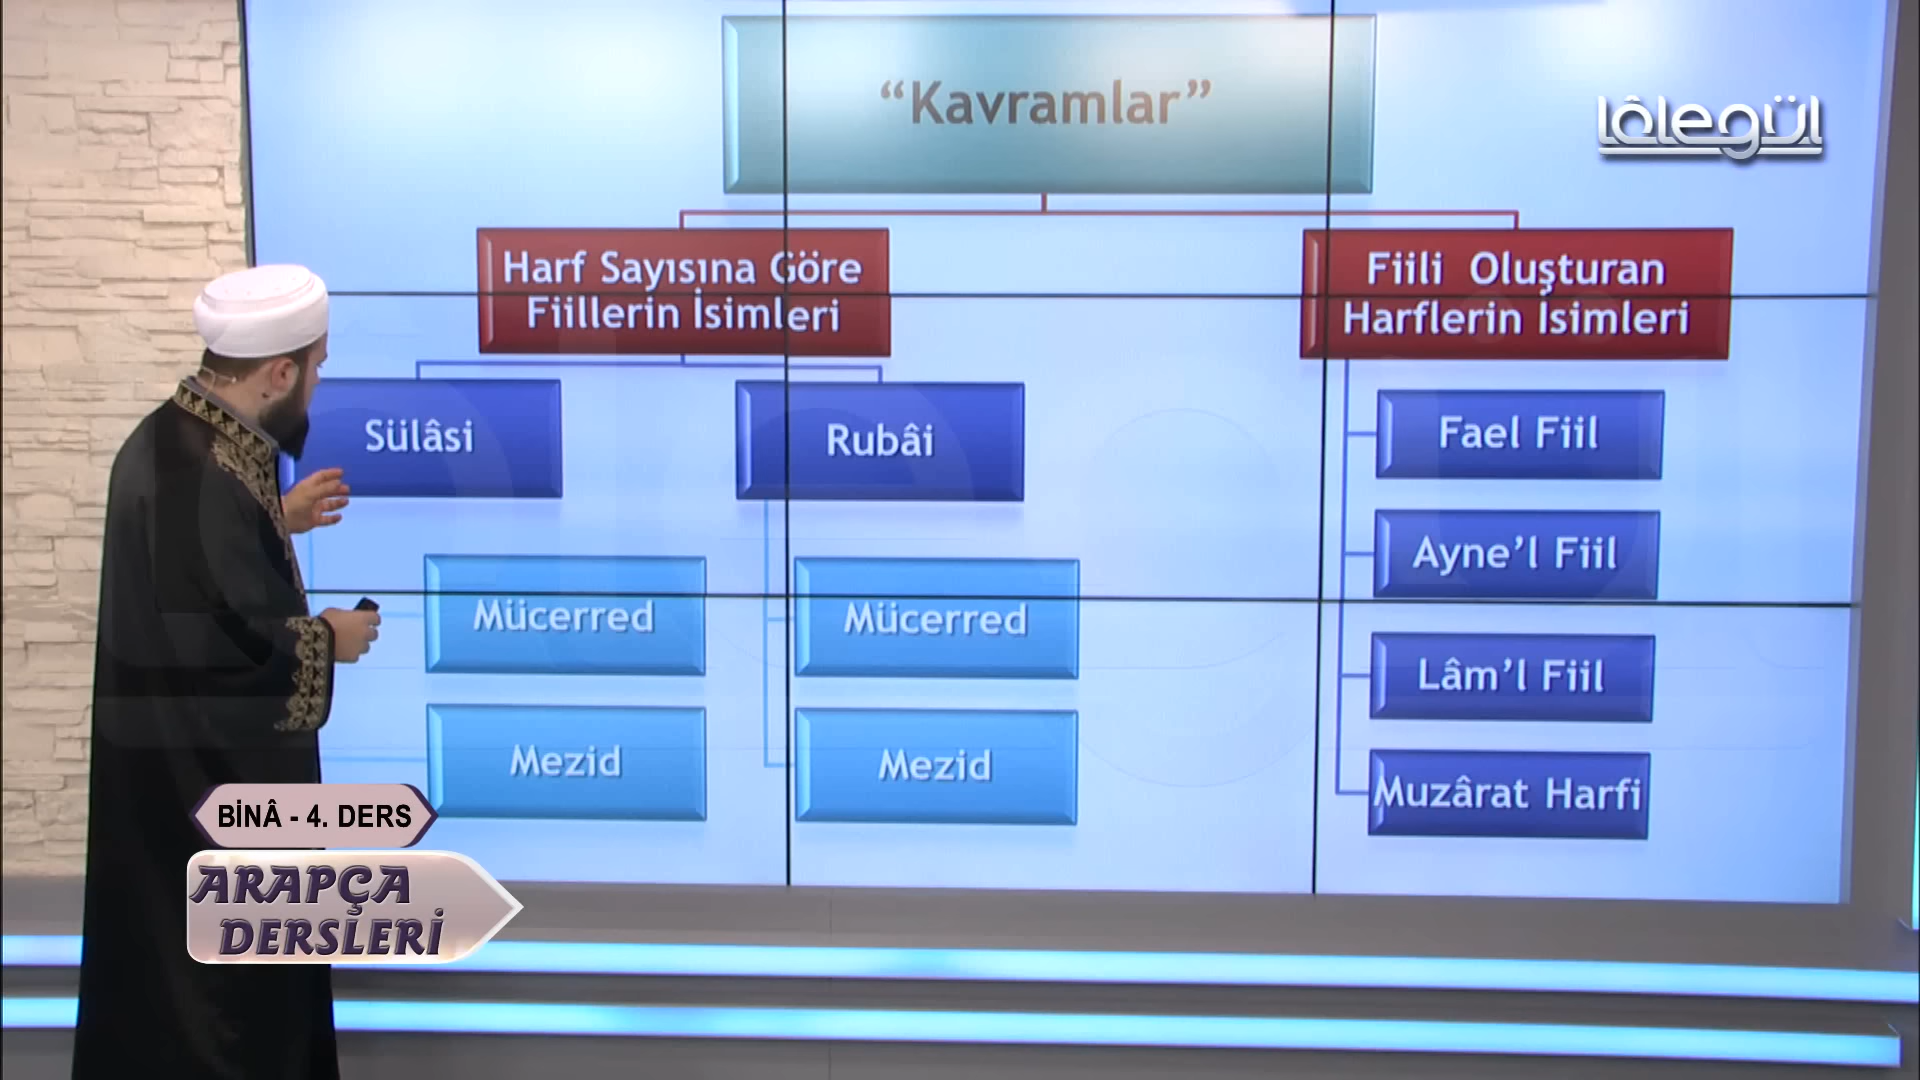 “Kavramlar”
lâlegül
Harf Sayısına Göre
Fiillerin İsimleri
Fiili Oluşturan
Harflerin İsimleri
Sülâsi
Rubâi
Mücerred
Mezid
Mücerred
Mezid
Fael Fiil
Ayne’l Fiil
Lâm’l Fiil
Muzârat Harfi
BİNÂ - 4. DERS
ARAPÇA
DERSLERİ